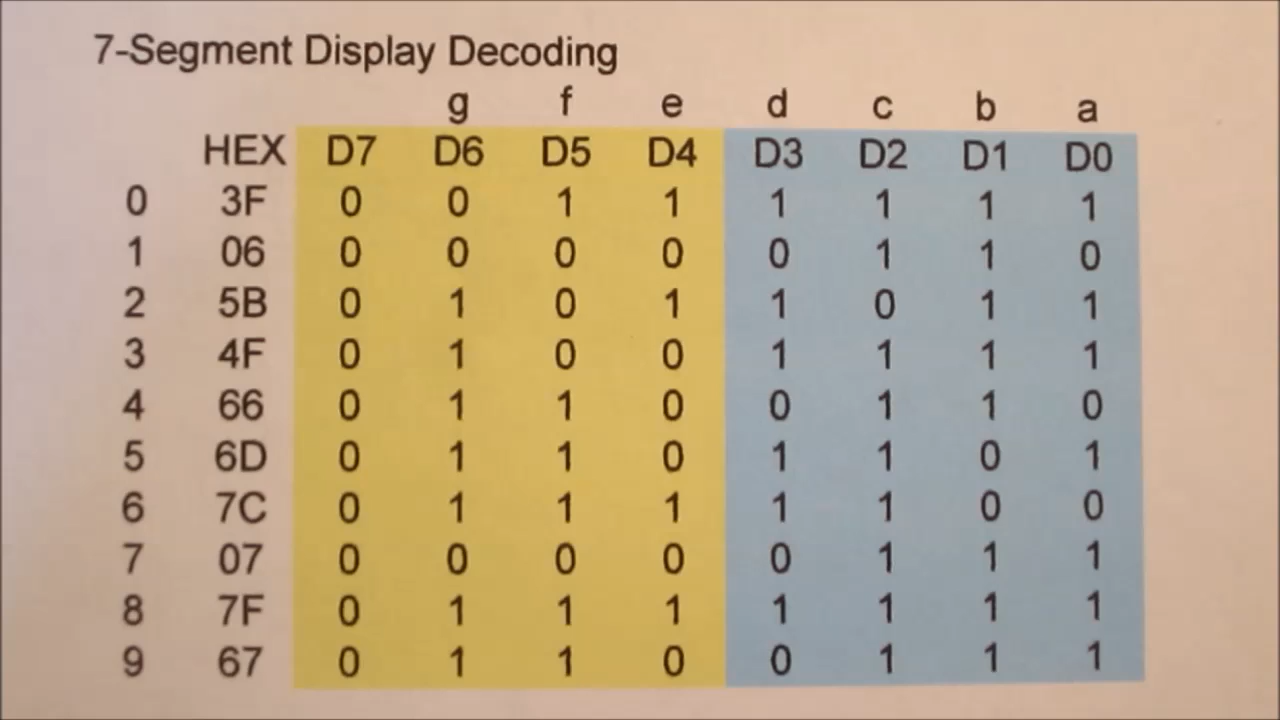 7-Segment Display Decoding
g f e d c b a
HEX D7 D6 D5 D4 D3 D2 D1 D0
0 3F 0 0 1 1 1 1 1 1
1 06 0 0 0 0 0 1 1 0
2 5B 0 1 0 1 1 0 1 1
3 4F 0 1 0 0 1 1 1 1
4 66 0 1 1 0 0 1 1 0
5 6D 0 1 1 0 1 1 0 1
6 7C 0 1 1 1 1 1 0 0
7 07 0 0 0 0 0 1 1 1
8 7F 0 1 1 1 1 1 1 1
9 67 0 1 1 0 0 1 1 1